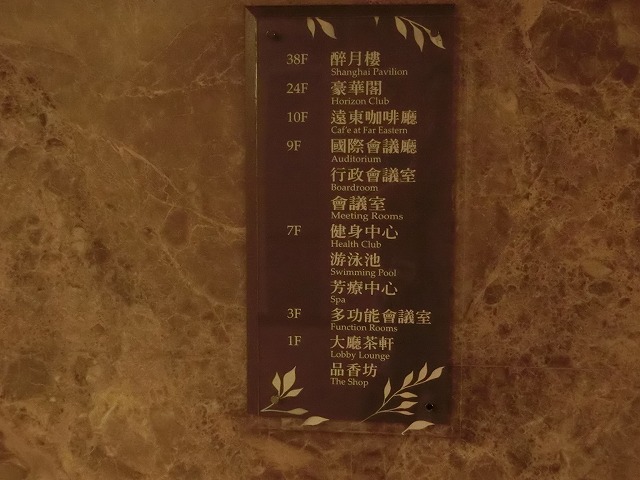 38F 醉月樓
Shanghai Pavilion
24F 豪華閣
Horizon Club
10F 遠東咖啡廳
Caf'e at Far Eastern
9F 國際會議廳
Auditorium
行政會議室
Boardroom
會議室
Meeting Rooms
7F 健身中心
Health Club
游泳池
Swimming Pool
芳療中心
Spa
3F 多功能會議室
Function Rooms
1F 大廳茶軒
Lobby Lounge
品香坊
The Shop